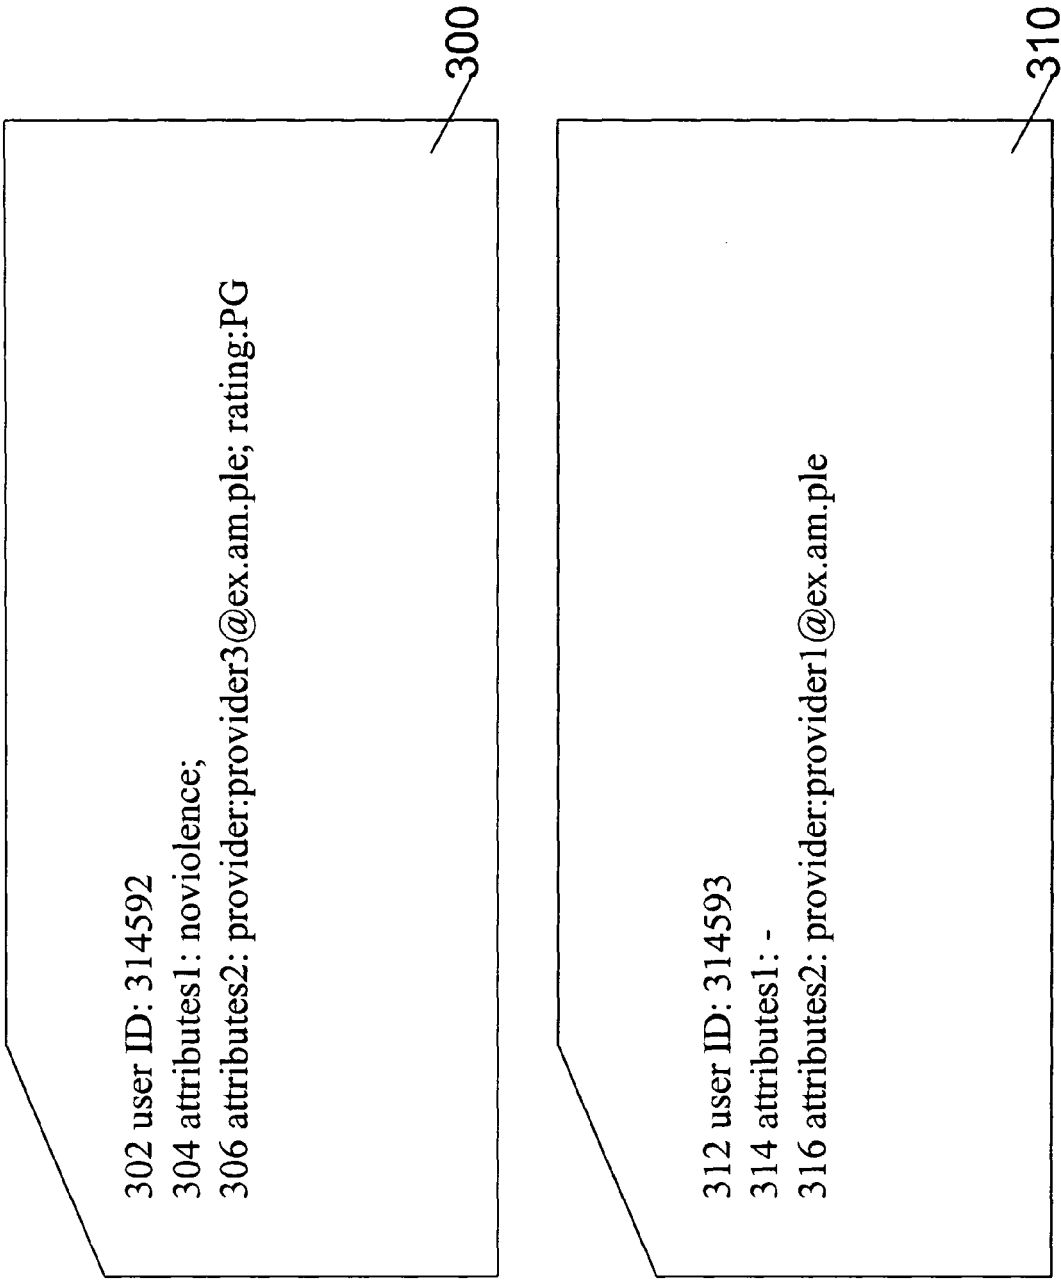 302 user ID: 314592
304 attributes1: noviolence;
306 attributes2: provider:provider3@ex.am.ple; rating:PG
300
312 user ID: 314593
314 attributes1: -
316 attributes2: provider:provider1@ex.am.ple
310